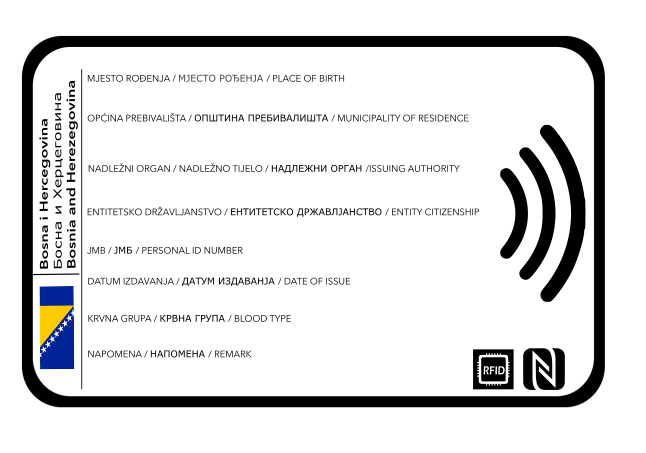 Bosna i Hercegovina
Босна и Херцеговина
Bosnia and Herezegovina
MJESTO ROĐENJA / МЈЕСТО РОЂЕЊА / PLACE OF BIRTH
OPĆINA PREBIVALIŠTA / ОПШТИНА ПРЕБИВАЛИШТА / MUNICIPALITY OF RESIDENCE
NADLEŽNI ORGAN / NADLEŽNO TIJELO / НАДЛЕЖНИ ОРГАН /ISSUING AUTHORITY
ENTITETSKO DRŽAVLJANSTVO / ЕНТИТЕТСКО ДРЖАВЉАНСТВО / ENTITY CITIZENSHIP
JMB / ЈМБ / PERSONAL ID NUMBER
DATUM IZDAVANJA / ДАТУМ ИЗДАВАЊА / DATE OF ISSUE
KRVNA GRUPA / КРВНА ГРУПА / BLOOD TYPE
NAPOMENA / НАПОМЕНА / REMARK
RFID